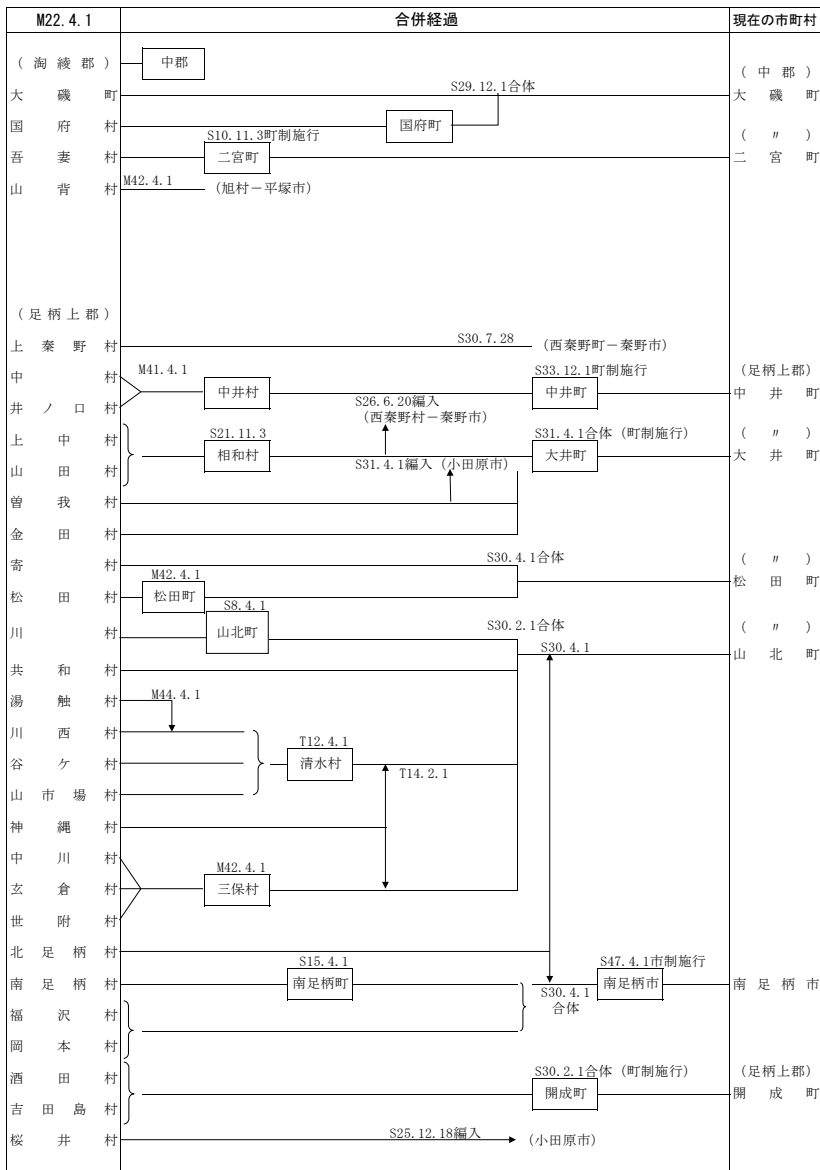 M22.4.1 合併経過 現在の市町村
(淘綾郡) 中郡
(中郡)
S29.12.1合体
大磯町 大磯町
国府村 国府町
S10.11.3町制施行 (〃)
吾妻村 二宮町 二宮町
M42.4.1
山背村 (旭村－平塚市)
(足柄上郡)
S30.7.28
上秦野村 (西秦野町－秦野市)
M41.4.1 S33.12.1町制施行 (足柄上郡)
中村
中井村 中井町 中井町
S26.6.20編入
井ノ口村
(西秦野村－秦野市)
S21.11.3 S31.4.1合体 (町制施行) (〃)
上中村
相和村 大井町 大井町
S31.4.1編入 (小田原市)
山田村
曽我村
金田村
S30.4.1合体 (〃)
寄村
M42.4.1
松田町
松田村 松田町
S8.4.1
S30.2.1合体 (〃)
川村 山北町
S30.4.1
山北町
共和村
M44.4.1
湯触村
川西村
T12.4.1
谷ケ村 清水村
T14.2.1
山市場村
神縄村
中川村
M42.4.1
玄倉村 三保村
世附村
北足柄村
S15.4.1 S47.4.1市制施行
南足柄村 南足柄町 南足柄市 南足柄市
S30.4.1
合体
福沢村
岡本村
S30.2.1合体 (町制施行) (足柄上郡)
酒田村
開成町 開成町
吉田島村
S25.12.18編入
桜井村 (小田原市)